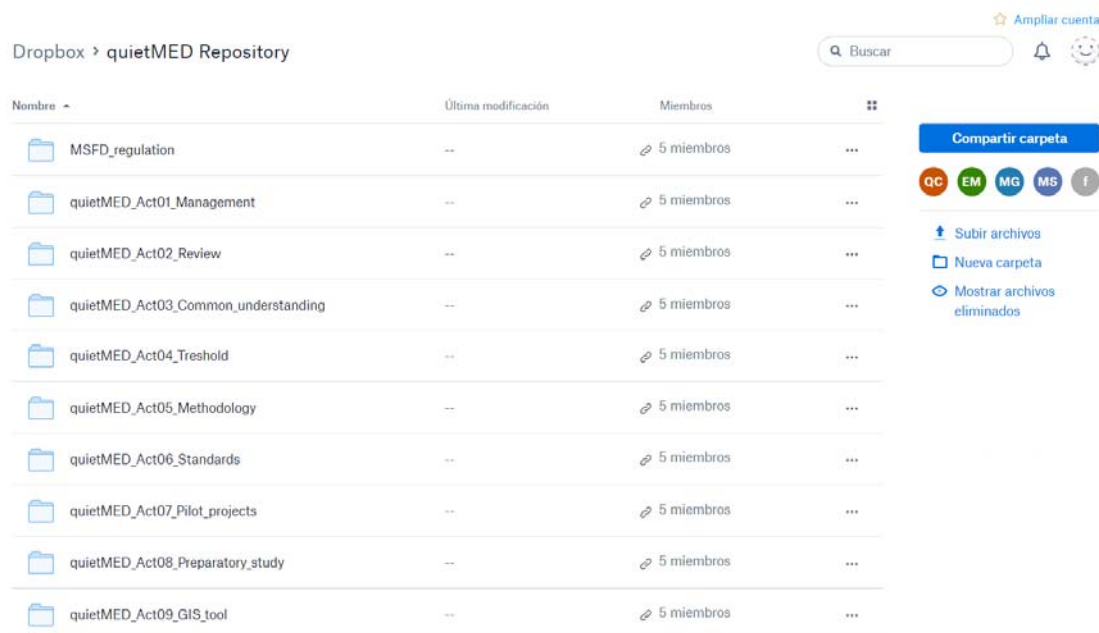 Ampliar cuenta
Dropbox > quietMED Repository
Buscar
Nombre Última modificación Miembros
MSFD_regulation -- 5 miembros ...
quietMED_Act01_Management -- 5 miembros ...
quietMED_Act02_Review -- 5 miembros ...
quietMED_Act03_Common_understanding -- 5 miembros ...
quietMED_Act04_Treshold -- 5 miembros ...
quietMED_Act05_Methodology -- 5 miembros ...
quietMED_Act06_Standards -- 5 miembros ...
quietMED_Act07_Pilot_projects -- 5 miembros ...
quietMED_Act08_Preparatory_study -- 5 miembros ...
quietMED_Act09_GIS_tool -- 5 miembros ...
Compartir carpeta
QC EM MG MS f
Subir archivos
Nueva carpeta
Mostrar archivos
eliminados